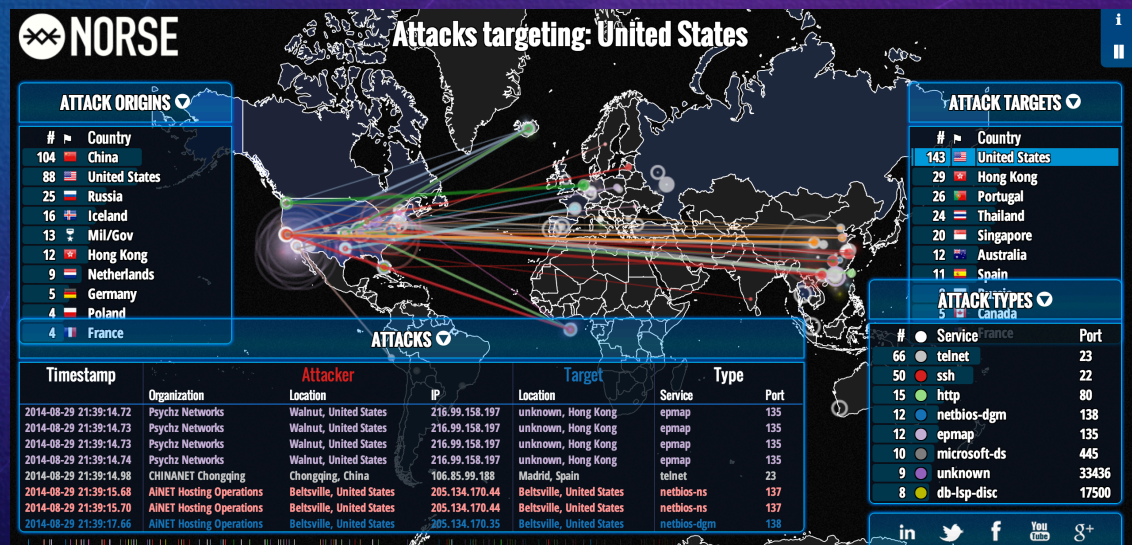 NORSE
Attacks targeting: United States
i
ATTACK ORIGINS
# Country
104 China
88 United States
25 Russia
16 Iceland
13 Mil/Gov
12 Hong Kong
9 Netherlands
5 Germany
4 Poland
4 France
ATTACK TARGETS
# Country
143 United States
29 Hong Kong
26 Portugal
24 Thailand
20 Singapore
12 Australia
11 Spain
5 Canada
France
ATTACK TYPES
# Service Port
66 telnet 23
50 ssh 22
15 http 80
12 netbios-dgm 138
12 epmap 135
10 microsoft-ds 445
9 unknown 33436
8 db-lsp-disc 17500
ATTACKS
Timestamp Attacker Target Type
Organization Location IP Location Service Port
2014-08-29 21:39:14.72 Psychz Networks Walnut, United States 216.99.158.197 unknown, Hong Kong epmap 135
2014-08-29 21:39:14.73 Psychz Networks Walnut, United States 216.99.158.197 unknown, Hong Kong epmap 135
2014-08-29 21:39:14.73 Psychz Networks Walnut, United States 216.99.158.197 unknown, Hong Kong epmap 135
2014-08-29 21:39:14.74 Psychz Networks Walnut, United States 216.99.158.197 unknown, Hong Kong epmap 135
2014-08-29 21:39:14.98 CHINANET Chongqing Chongqing, China 106.85.99.188 Madrid, Spain telnet 23
2014-08-29 21:39:15.68 AiNET Hosting Operations Beltsville, United States 205.134.170.44 Beltsville, United States netbios-ns 137
2014-08-29 21:39:15.70 AiNET Hosting Operations Beltsville, United States 205.134.170.44 Beltsville, United States netbios-ns 137
2014-08-29 21:39:17.66 AiNET Hosting Operations Beltsville, United States 205.134.170.35 Beltsville, United States netbios-dgm 138
in f You Tube g+